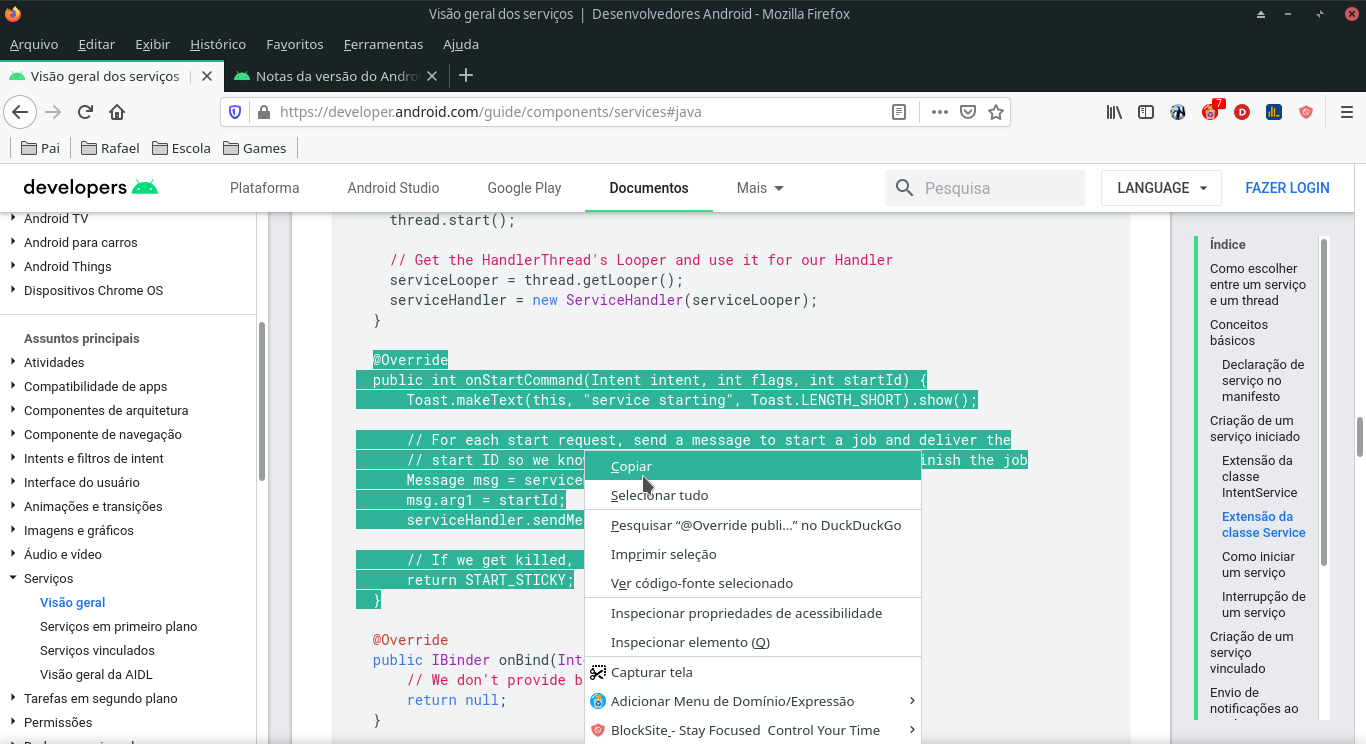 Visão geral dos serviços | Desenvolvedores Android - Mozilla Firefox
Arquivo Editar Exibir Histórico Favoritos Ferramentas Ajuda
Visão geral dos serviços
Notas da versão do Andro
https://developer.android.com/guide/components/services#java
7
Pai Rafael Escola Games
developers
Plataforma Android Studio Google Play Documentos Mais
Pesquisa
LANGUAGE
FAZER LOGIN
Android TV
Android para carros
Android Things
Dispositivos Chrome OS
Assuntos principais
Atividades
Compatibilidade de apps
Componentes de arquitetura
Componente de navegação
Intents e filtros de intent
Interface do usuário
Animações e transições
Imagens e gráficos
Áudio e vídeo
Serviços
Visão geral
Serviços em primeiro plano
Serviços vinculados
Visão geral da AIDL
Tarefas em segundo plano
Permissões
thread.start();
// Get the HandlerThread's Looper and use it for our Handler
serviceLooper = thread.getLooper();
serviceHandler = new ServiceHandler(serviceLooper);
}
@Override
public int onStartCommand(Intent intent, int flags, int startId) {
Toast.makeText(this, "service starting", Toast.LENGTH_SHORT).show();
// For each start request, send a message to start a job and deliver the
// start ID so we kno inish the job
Message msg = service
msg.arg1 = startId;
serviceHandler.sendMe
// If we get killed,
return START_STICKY;
}
@Override
public IBinder onBind(Int
// We don't provide b
return null;
}
Copiar
Selecionar tudo
Pesquisar “@Override publi…” no DuckDuckGo
Imprimir seleção
Ver código-fonte selecionado
Inspecionar propriedades de acessibilidade
Inspecionar elemento (Q)
Capturar tela
Adicionar Menu de Domínio/Expressão
BlockSite - Stay Focused Control Your Time
Índice
Como escolher
entre um serviço
e um thread
Conceitos
básicos
Declaração de
serviço no
manifesto
Criação de um
serviço iniciado
Extensão da
classe
IntentService
Extensão da
classe Service
Como iniciar
um serviço
Interrupção de
um serviço
Criação de um
serviço
vinculado
Envio de
notificações ao